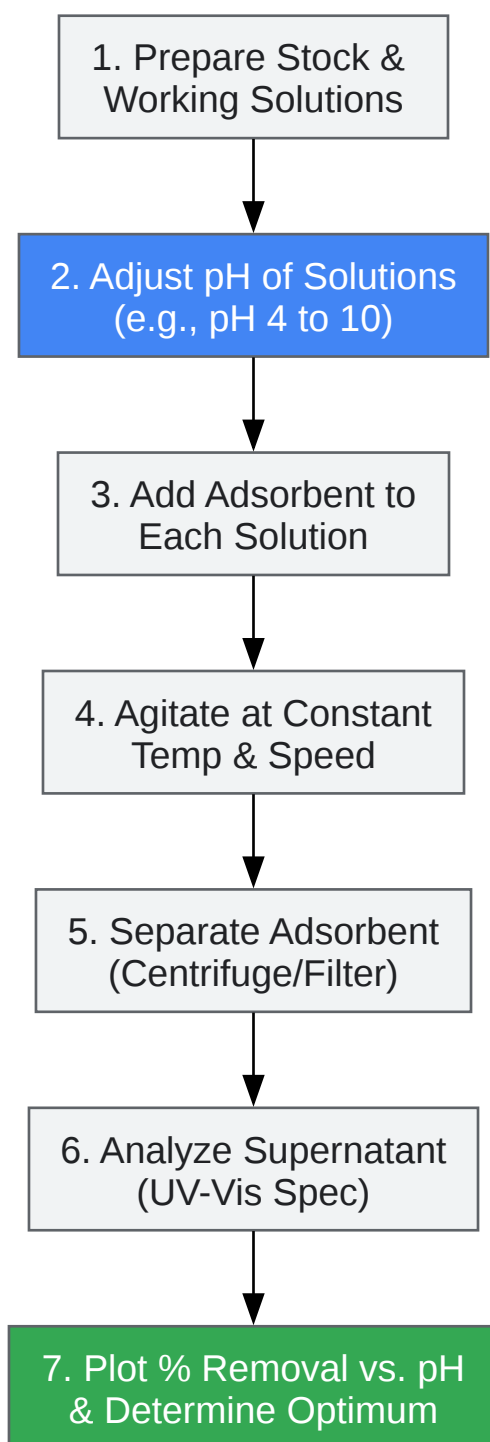 1. Prepare Stock &
Working Solutions
2. Adjust pH of Solutions
(e.g., pH 4 to 10)
3. Add Adsorbent to
Each Solution
4. Agitate at Constant
Temp & Speed
5. Separate Adsorbent
(Centrifuge/Filter)
6. Analyze Supernatant
(UV-Vis Spec)
7. Plot % Removal vs. pH
& Determine Optimum